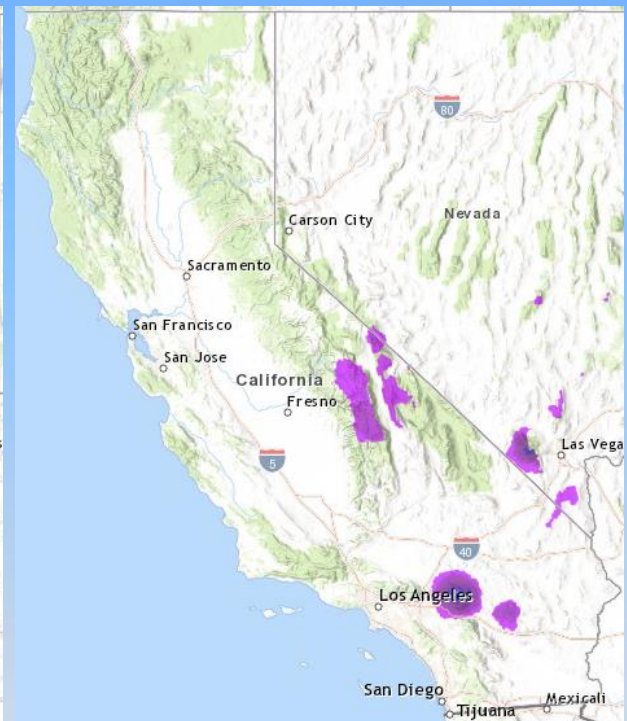 80
Carson City
Nevada
Sacramento
San Francisco
San Jose
California
Fresno
5
Las Vega
40
Los Angeles
San Diego
Tijuana
Mexicali